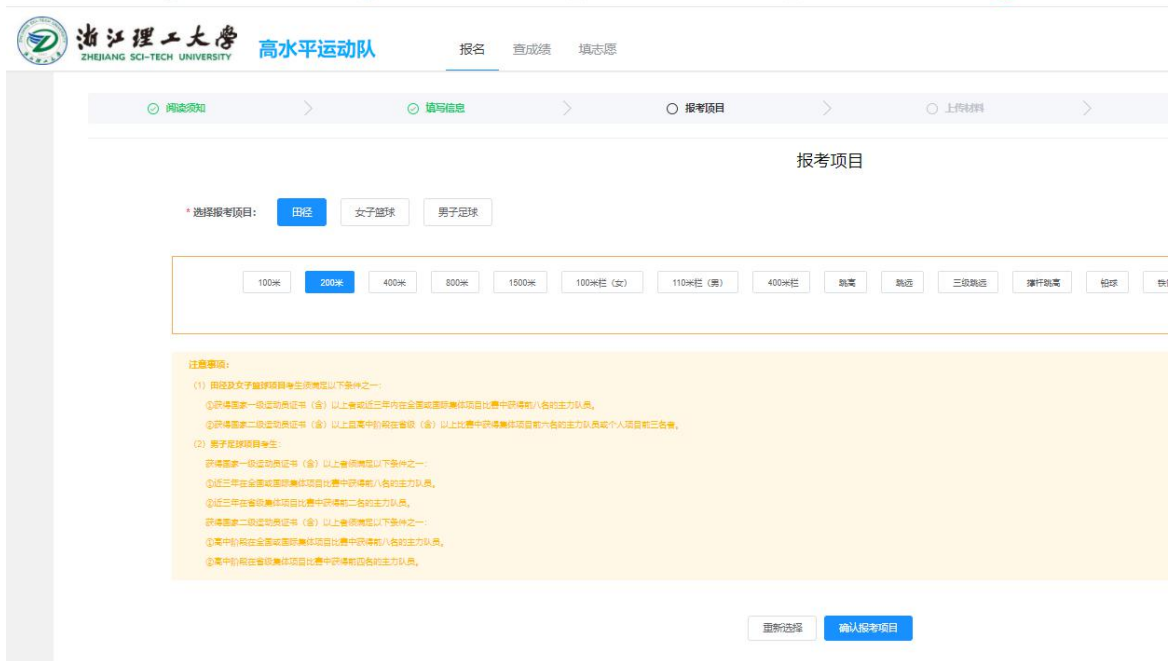 浙江理工大学
ZHEJIANG SCI-TECH UNIVERSITY
高水平运动队
报名 查成绩 填志愿
阅读须知 填写信息 报考项目 上传材料
报考项目
* 选择报考项目: 田径 女子篮球 男子足球
100米 200米 400米 800米 1500米 100米栏（女） 110米栏（男） 400米栏 跳高 跳远 三级跳远 撑杆跳高 铅球 铁
注意事项:
（1）田径及女子篮球项目考生须满足以下条件之一:
①获得国家一级运动员证书（含）以上者或近三年内在全国或国际集体项目比赛中获得前八名的主力队员。
②获得国家二级运动员证书（含）以上且高中阶段在省级（含）以上比赛中获得集体项目前六名的主力队员或个人项目前三名者。
（2）男子足球项目考生:
获得国家一级运动员证书（含）以上者须满足以下条件之一:
①近三年在全国或国际集体项目比赛中获得前八名的主力队员。
②近三年在省级集体项目比赛中获得前二名的主力队员。
获得国家二级运动员证书（含）以上者须满足以下条件之一:
①高中阶段在全国或国际集体项目比赛中获得前八名的主力队员。
②高中阶段在省级集体项目比赛中获得前四名的主力队员。
重新选择 确认报考项目